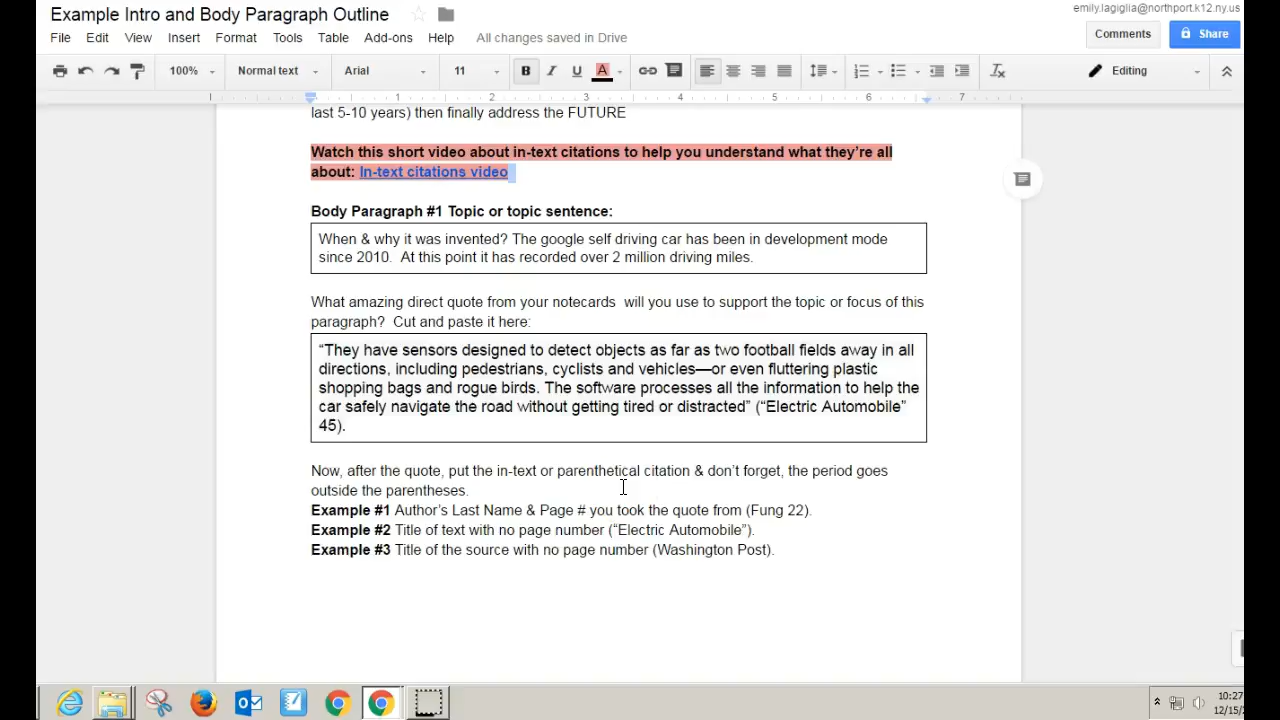 Example Intro and Body Paragraph Outline
emily.lagiglia@northport.k12.ny.us
File Edit View Insert Format Tools Table Add-ons Help All changes saved in Drive
Comments
Share
100% Normal text Arial 11 B I U A Editing
1 1 2 3 4 5 6 7
last 5-10 years) then finally address the FUTURE
Watch this short video about in-text citations to help you understand what they’re all
about: In-text citations video
Body Paragraph #1 Topic or topic sentence:
When & why it was invented? The google self driving car has been in development mode
since 2010. At this point it has recorded over 2 million driving miles.
What amazing direct quote from your notecards will you use to support the topic or focus of this
paragraph? Cut and paste it here:
“They have sensors designed to detect objects as far as two football fields away in all
directions, including pedestrians, cyclists and vehicles—or even fluttering plastic
shopping bags and rogue birds. The software processes all the information to help the
car safely navigate the road without getting tired or distracted” (“Electric Automobile”
45).
Now, after the quote, put the in-text or parenthetical citation & don’t forget, the period goes
outside the parentheses.
Example #1 Author’s Last Name & Page # you took the quote from (Fung 22).
Example #2 Title of text with no page number (“Electric Automobile”).
Example #3 Title of the source with no page number (Washington Post).
10:27
12/15/